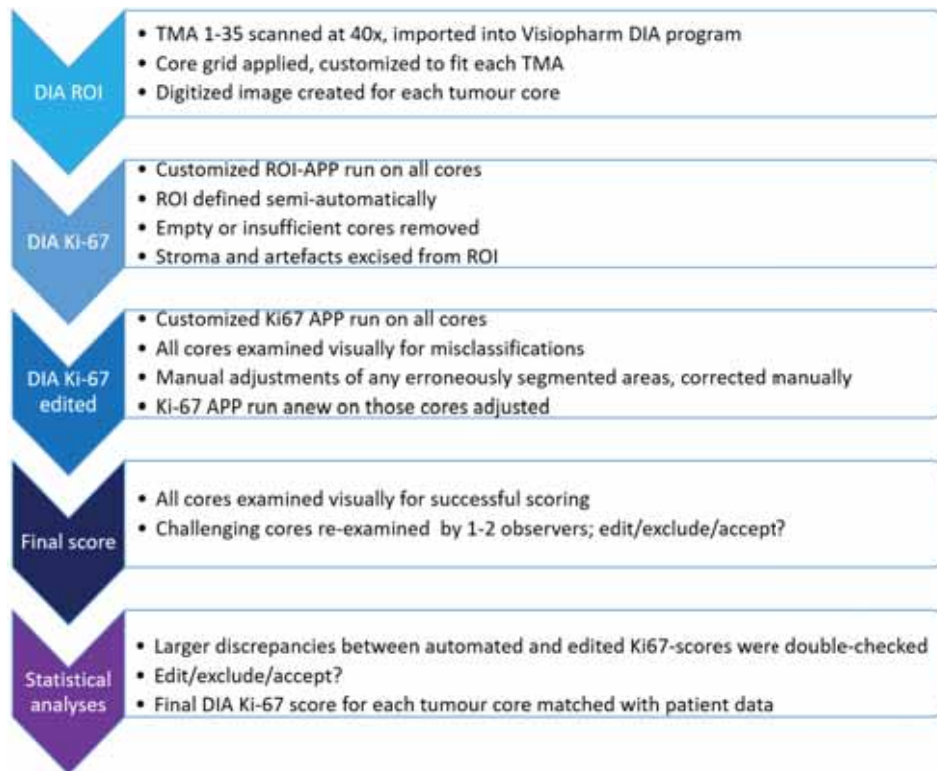 DIA ROI
• TMA 1-35 scanned at 40x, imported into Visiopharm DIA program
• Core grid applied, customized to fit each TMA
• Digitized image created for each tumour core
DIA Ki-67
• Customized ROI-APP run on all cores
• ROI defined semi-automatically
• Empty or insufficient cores removed
• Stroma and artefacts excised from ROI
DIA Ki-67
edited
• Customized Ki67 APP run on all cores
• All cores examined visually for misclassifications
• Manual adjustments of any erroneously segmented areas, corrected manually
• Ki-67 APP run anew on those cores adjusted
Final score
• All cores examined visually for successful scoring
• Challenging cores re-examined by 1-2 observers; edit/exclude/accept?
Statistical
analyses
• Larger discrepancies between automated and edited Ki67-scores were double-checked
• Edit/exclude/accept?
• Final DIA Ki-67 score for each tumour core matched with patient data